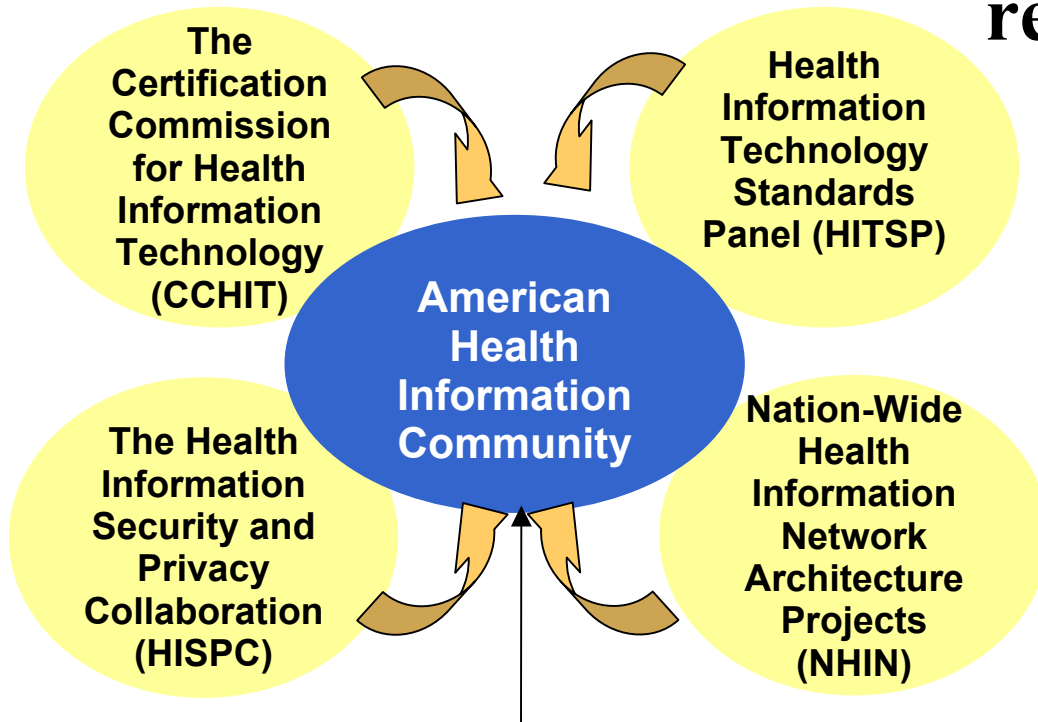 re
The
Certification
Commission
for Health
Information
Technology
(CCHIT)
Health
Information
Technology
Standards
Panel (HITSP)
American
Health
Information
Community
The Health
Information
Security and
Privacy
Collaboration
(HISPC)
Nation-Wide
Health
Information
Network
Architecture
Projects
(NHIN)